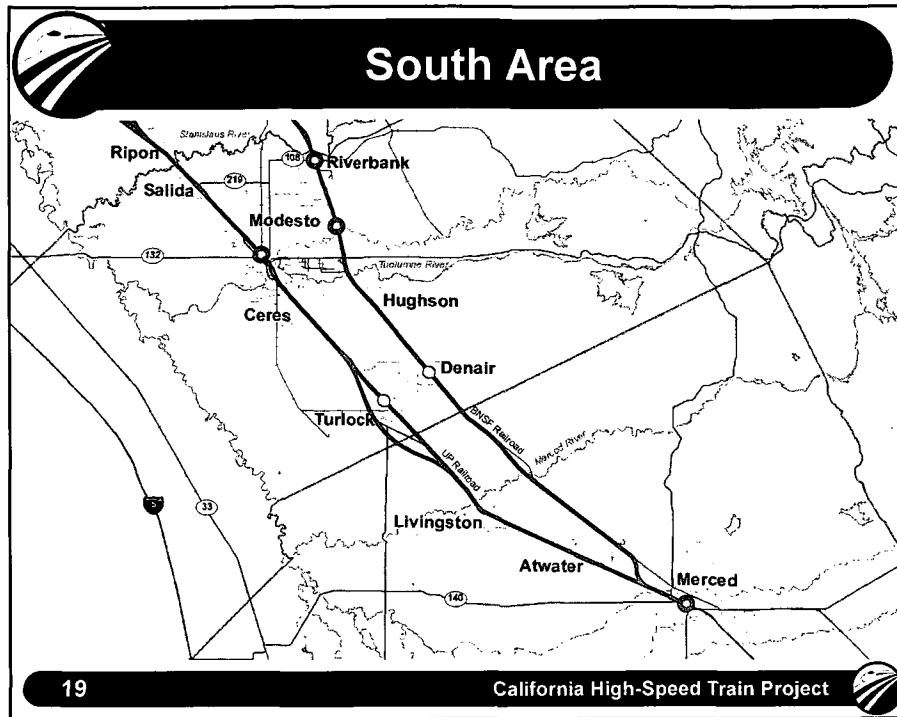 South Area
Stanislaus River
Ripon
108
Riverbank
Salida
219
Modesto
132
Tuolumne River
Hughson
Ceres
Denair
Turlock
BNSF Railroad
Merced River
UP Railroad
33
5
Livingston
Atwater
Merced
140
19
California High-Speed Train Project